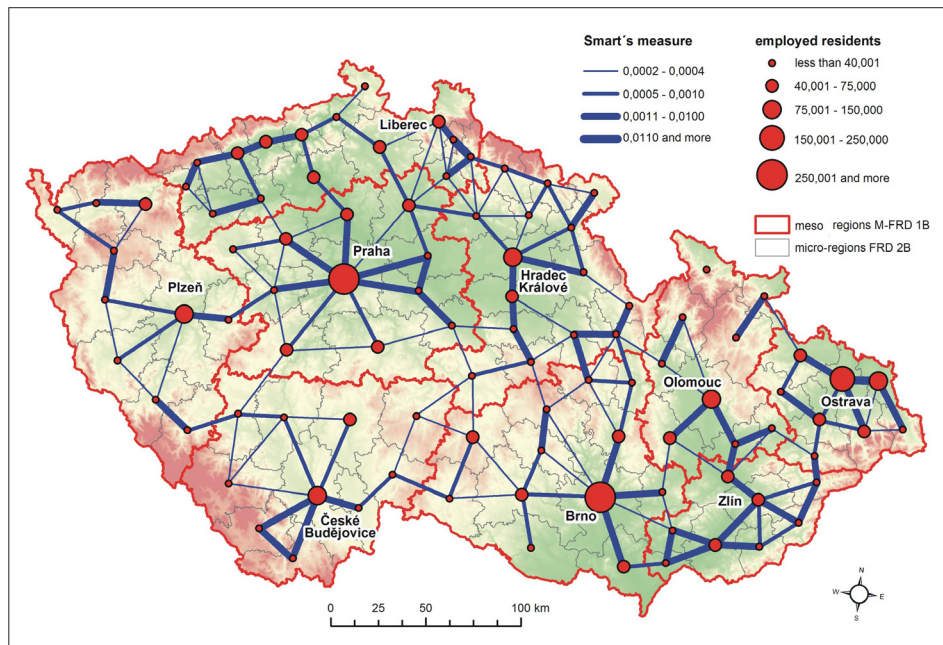 Smart´s measure
0,0002 - 0,0004
0,0005 - 0,0010
0,0011 - 0,0100
0,0110 and more
employed residents
less than 40,001
40,001 - 75,000
75,001 - 150,000
150,001 - 250,000
250,001 and more
meso regions M-FRD 1B
micro-regions FRD 2B
Liberec
Praha
Hradec
Králové
Plzeň
Olomouc
Ostrava
Zlín
Brno
České
Budějovice
0 25 50 100 km
N
W E
S